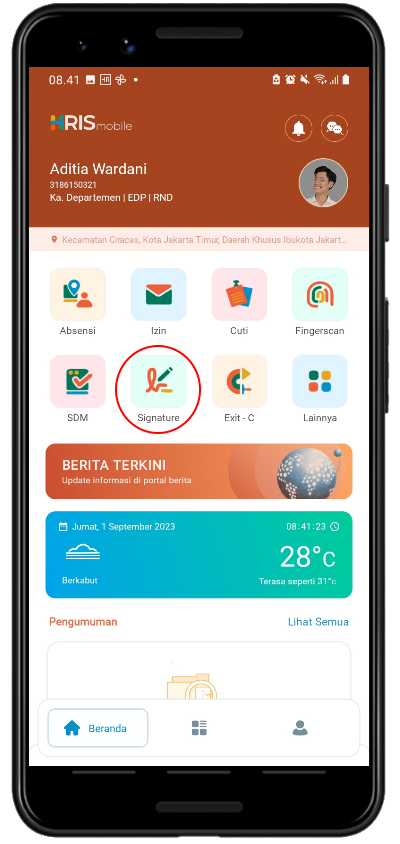 08.41
HRIS mobile
Aditia Wardani
3186150321
Ka. Departemen | EDP | RND
Kecamatan Ciracas, Kota Jakarta Timur, Daerah Khusus Ibukota Jakart...
Absensi
Izin
Cuti
Fingerscan
SDM
Signature
Exit - C
Lainnya
BERITA TERKINI
Update informasi di portal berita
Jumat, 1 September 2023
08:41:23
28°C
Berkabut
Terasa seperti 31°c
Pengumuman
Lihat Semua
Beranda